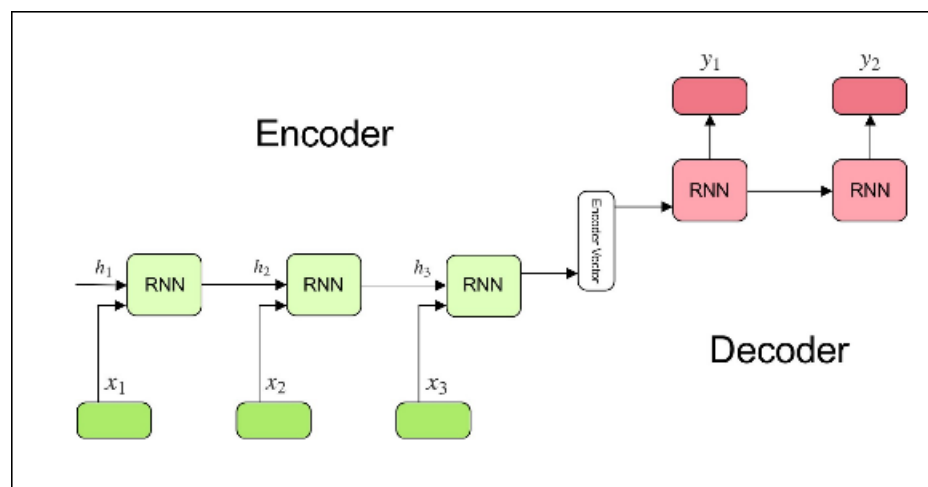 y₁
y₂
Encoder
RNN
RNN
Encoder Vector
h₁
h₂
h₃
RNN
RNN
RNN
Decoder
x₁
x₂
x₃